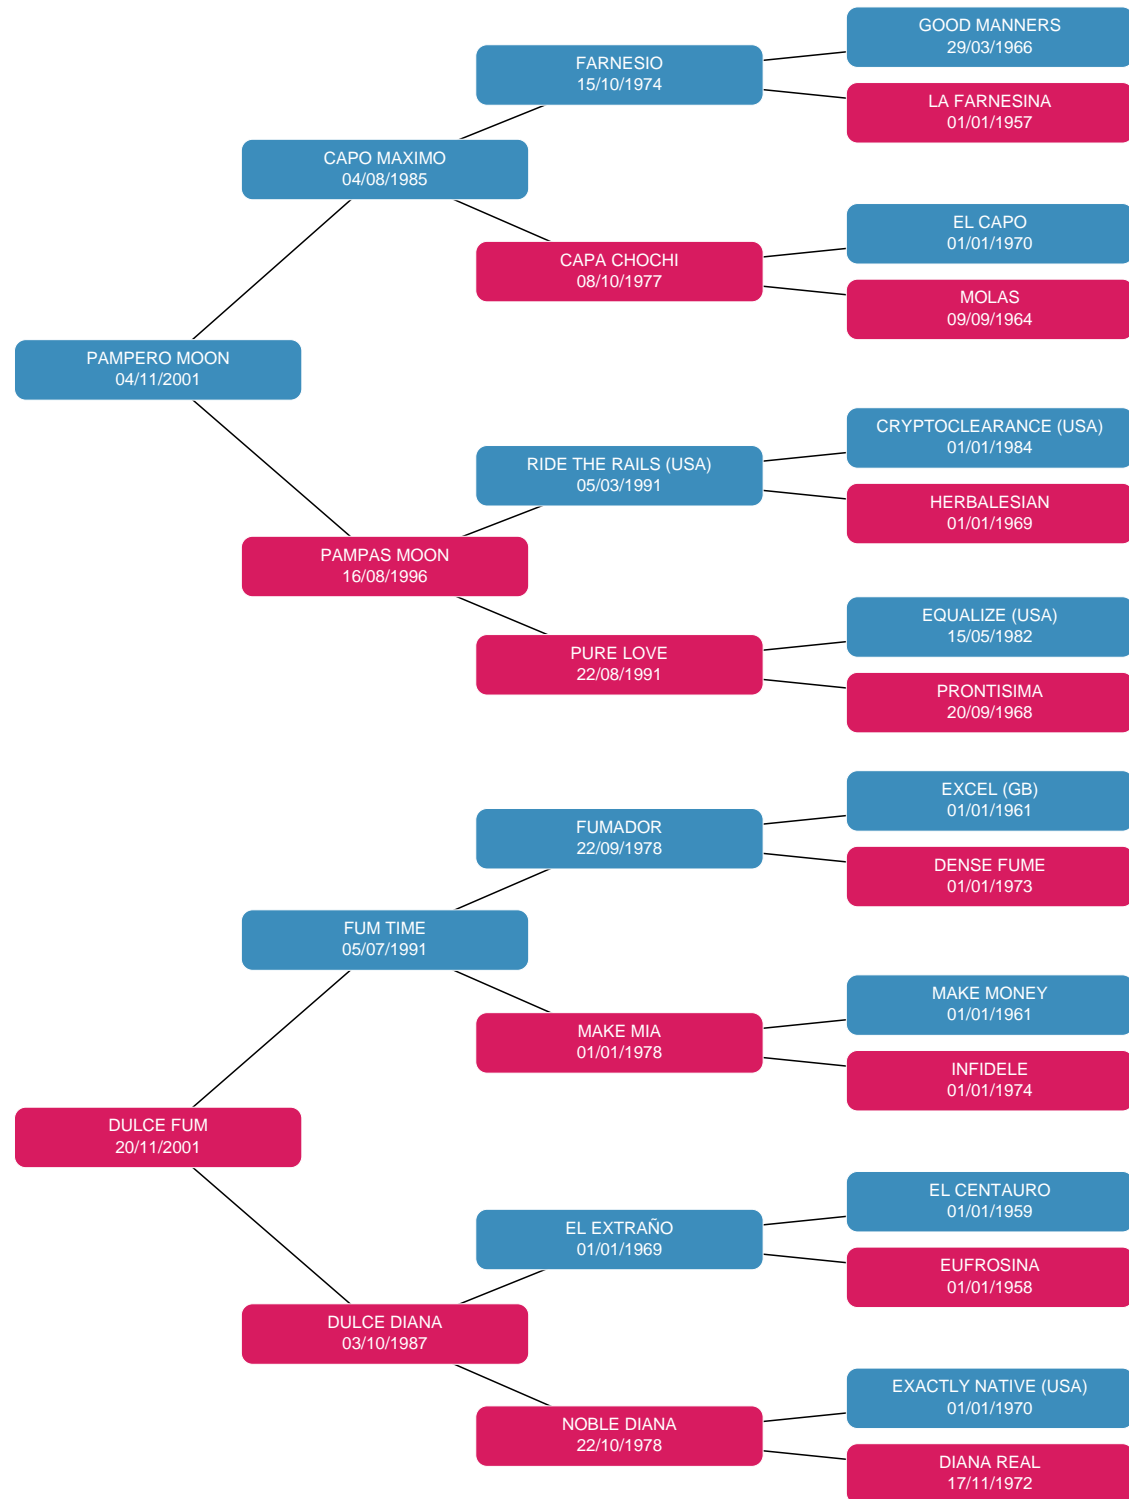 GOOD MANNERS
29/03/1966
FARNESIO
15/10/1974
LA FARNESINA
01/01/1957
CAPO MAXIMO
04/08/1985
EL CAPO
01/01/1970
CAPA CHOCHI
08/10/1977
MOLAS
09/09/1964
PAMPERO MOON
04/11/2001
CRYPTOCLEARANCE (USA)
01/01/1984
RIDE THE RAILS (USA)
05/03/1991
HERBALESIAN
01/01/1969
PAMPAS MOON
16/08/1996
EQUALIZE (USA)
15/05/1982
PURE LOVE
22/08/1991
PRONTISIMA
20/09/1968
EXCEL (GB)
01/01/1961
FUMADOR
22/09/1978
DENSE FUME
01/01/1973
FUM TIME
05/07/1991
MAKE MONEY
01/01/1961
MAKE MIA
01/01/1978
INFIDELE
01/01/1974
DULCE FUM
20/11/2001
EL CENTAURO
01/01/1959
EL EXTRAÑO
01/01/1969
EUFROSINA
01/01/1958
DULCE DIANA
03/10/1987
EXACTLY NATIVE (USA)
01/01/1970
NOBLE DIANA
22/10/1978
DIANA REAL
17/11/1972